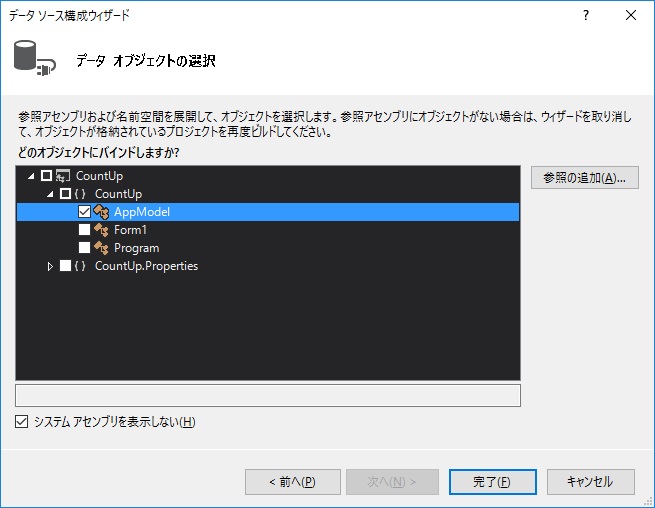 データ ソース構成ウィザード
データ オブジェクトの選択
参照アセンブリおよび名前空間を展開して、オブジェクトを選択します。参照アセンブリにオブジェクトがない場合は、ウィザードを取り消し
て、オブジェクトが格納されているプロジェクトを再度ビルドしてください。
どのオブジェクトにバインドしますか?
CountUp
参照の追加(A)...
{ } CountUp
AppModel
Form1
Program
{ } CountUp.Properties
システム アセンブリを表示しない(H)
< 前へ(P)
次へ(N) >
完了(F)
キャンセル